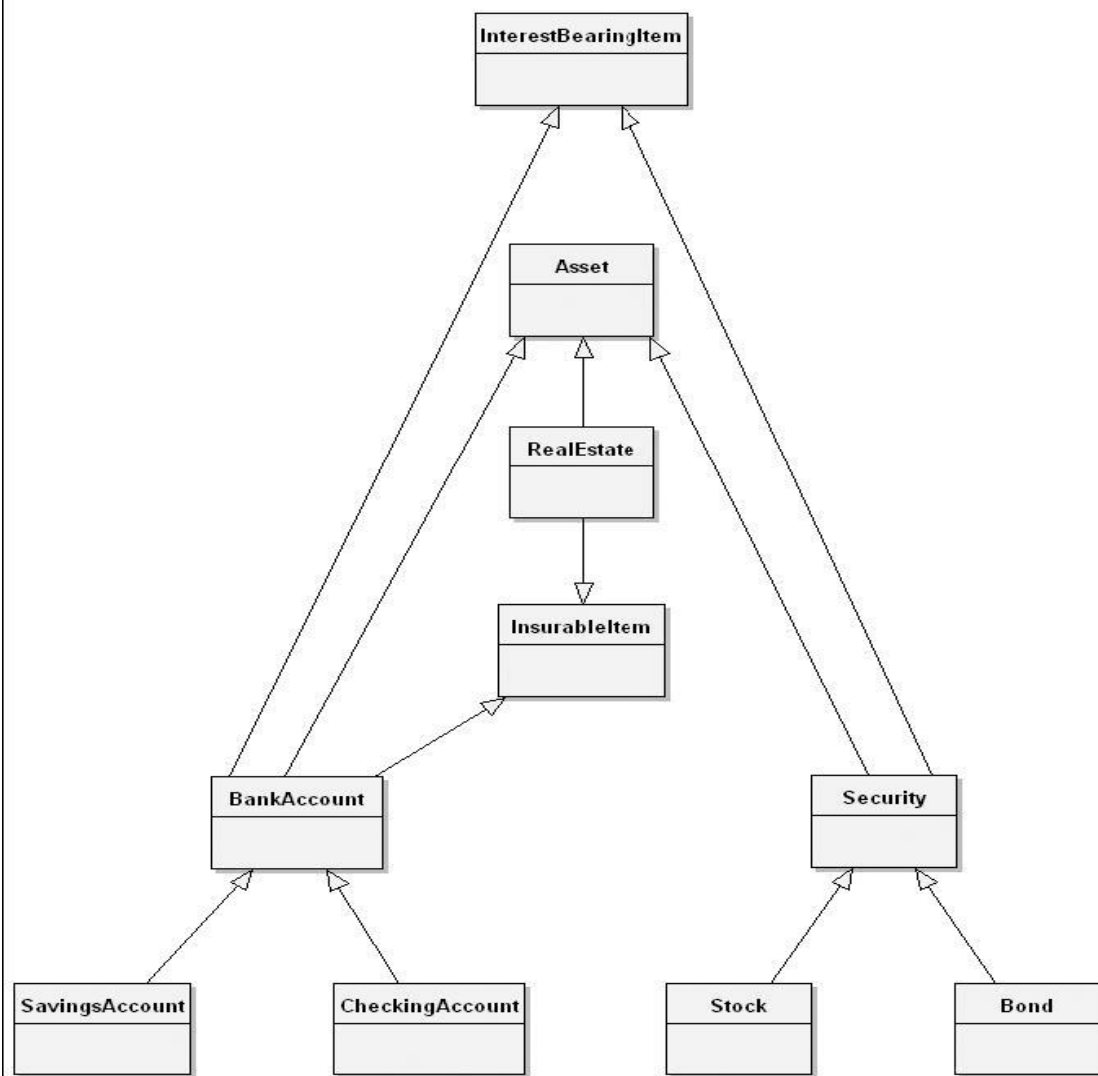 InterestBearingItem
Asset
RealEstate
InsurableItem
BankAccount
Security
SavingsAccount
CheckingAccount
Stock
Bond